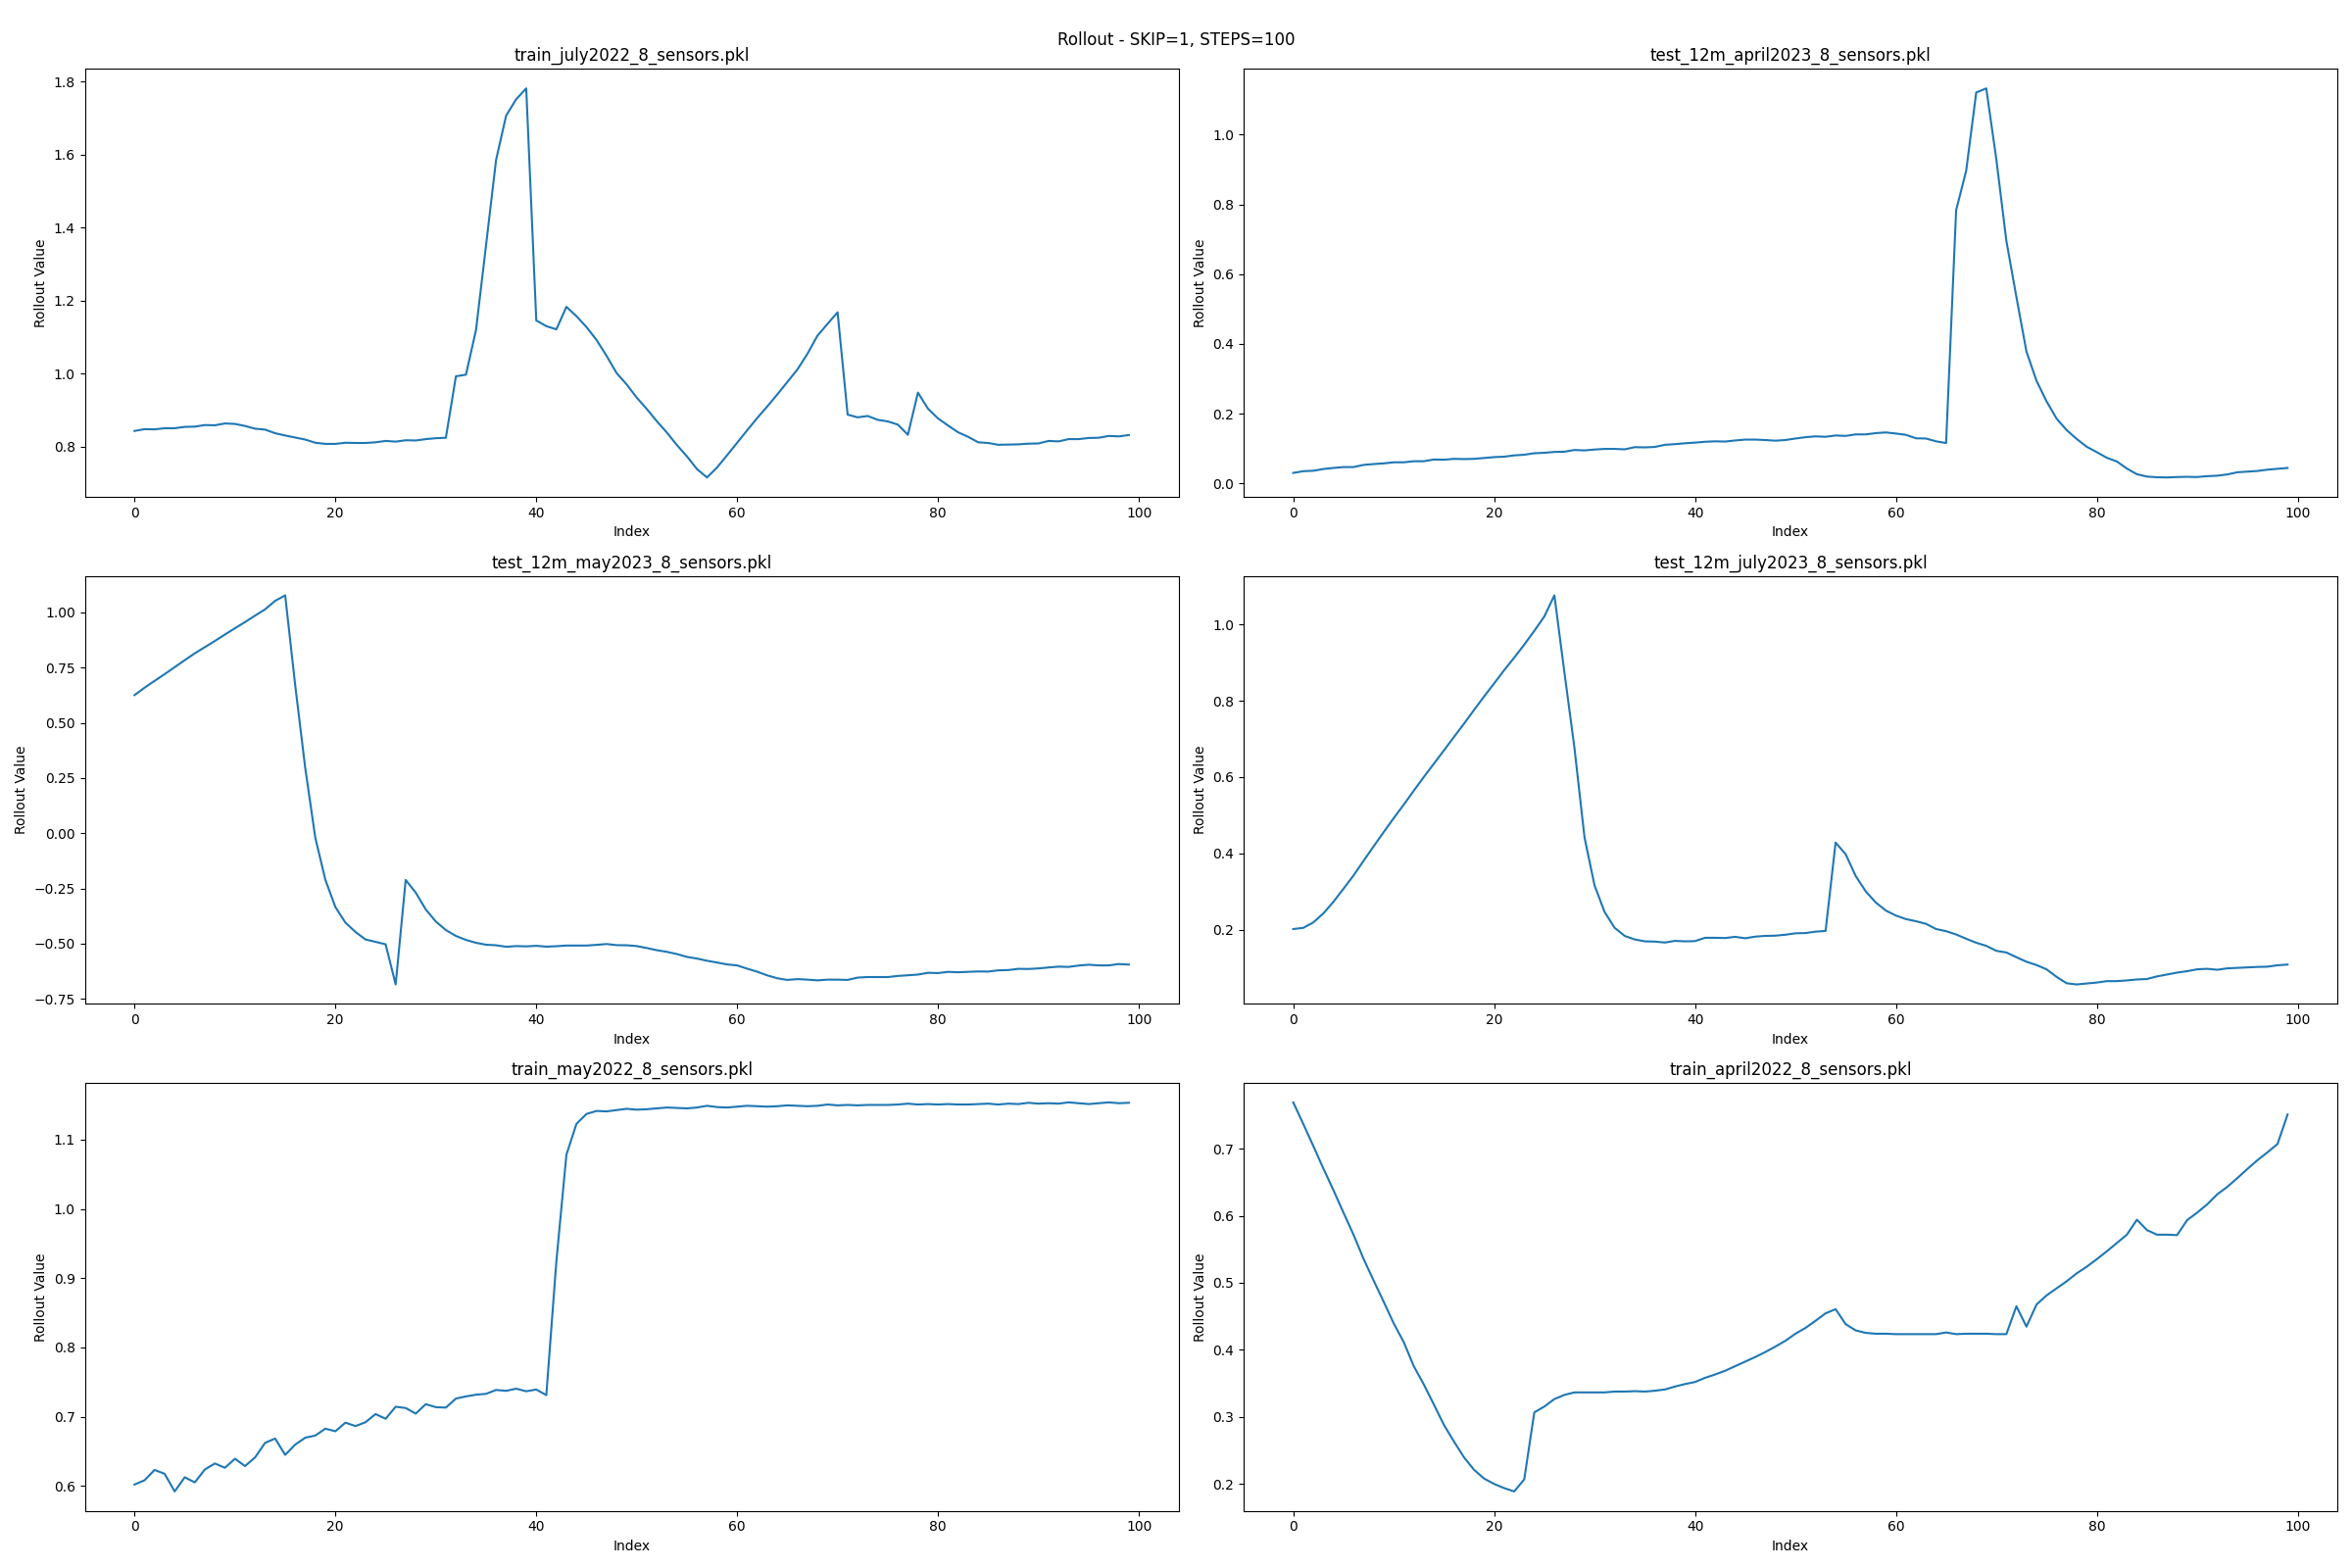 Rollout - SKIP=1, STEPS=100
train_july2022_8_sensors.pkl
1.8
1.6
1.4
1.2
1.0
0.8
Rollout Value
0 20 40 60 80 100
Index
test_12m_april2023_8_sensors.pkl
1.0
0.8
0.6
0.4
0.2
0.0
Rollout Value
0 20 40 60 80 100
Index
test_12m_may2023_8_sensors.pkl
1.00
0.75
0.50
0.25
0.00
−0.25
−0.50
−0.75
Rollout Value
0 20 40 60 80 100
Index
test_12m_july2023_8_sensors.pkl
1.0
0.8
0.6
0.4
0.2
Rollout Value
0 20 40 60 80 100
Index
train_may2022_8_sensors.pkl
1.1
1.0
0.9
0.8
0.7
0.6
Rollout Value
0 20 40 60 80 100
Index
train_april2022_8_sensors.pkl
0.7
0.6
0.5
0.4
0.3
0.2
Rollout Value
0 20 40 60 80 100
Index